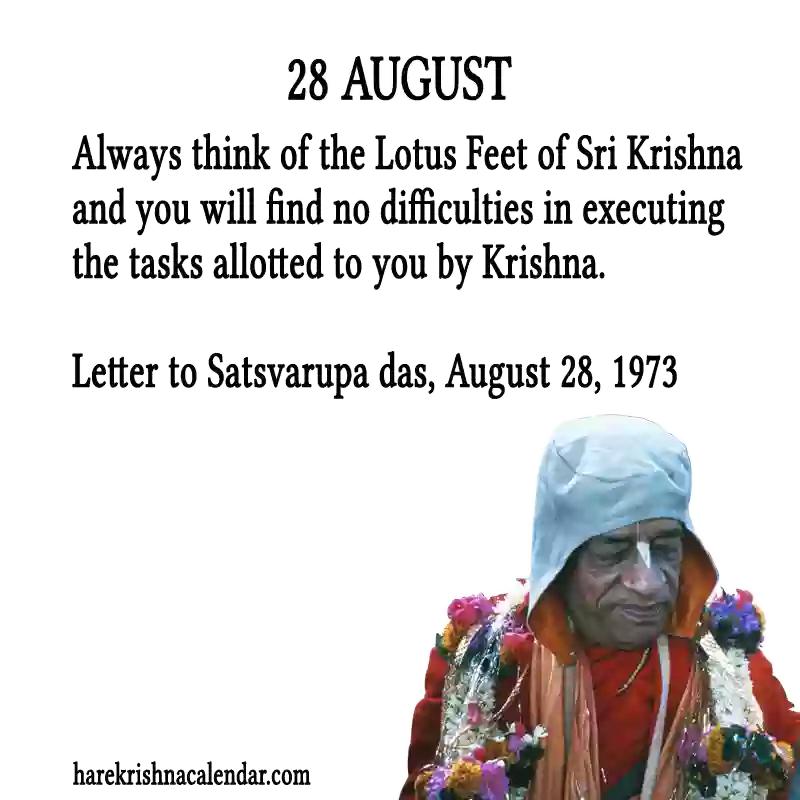 28 AUGUST
Always think of the Lotus Feet of Sri Krishna
and you will find no difficulties in executing
the tasks allotted to you by Krishna.
Letter to Satsvarupa das, August 28, 1973
harekrishnacalendar.com